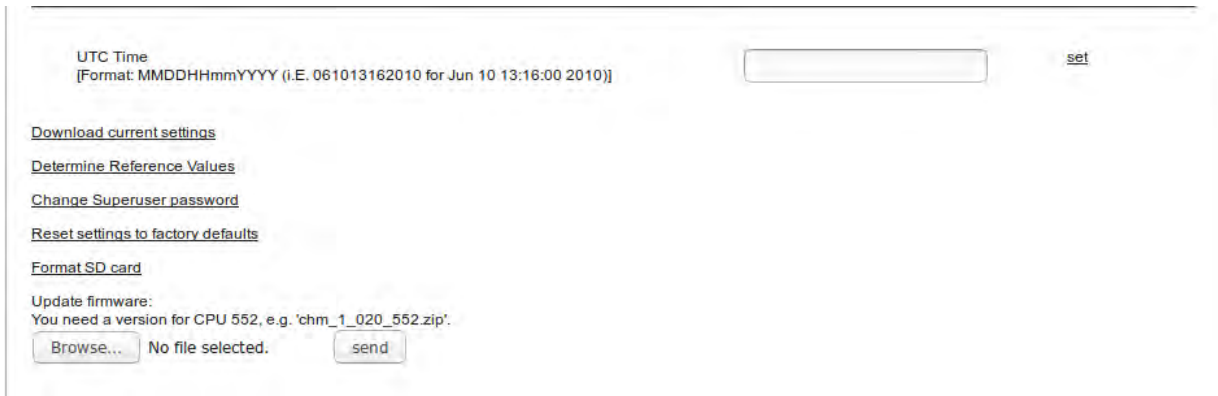 UTC Time
[Format: MMDDHHmmYYYY (i.E. 061013162010 for Jun 10 13:16:00 2010)]
set
Download current settings
Determine Reference Values
Change Superuser password
Reset settings to factory defaults
Format SD card
Update firmware:
You need a version for CPU 552, e.g. 'chm_1_020_552.zip'.
Browse... No file selected. send